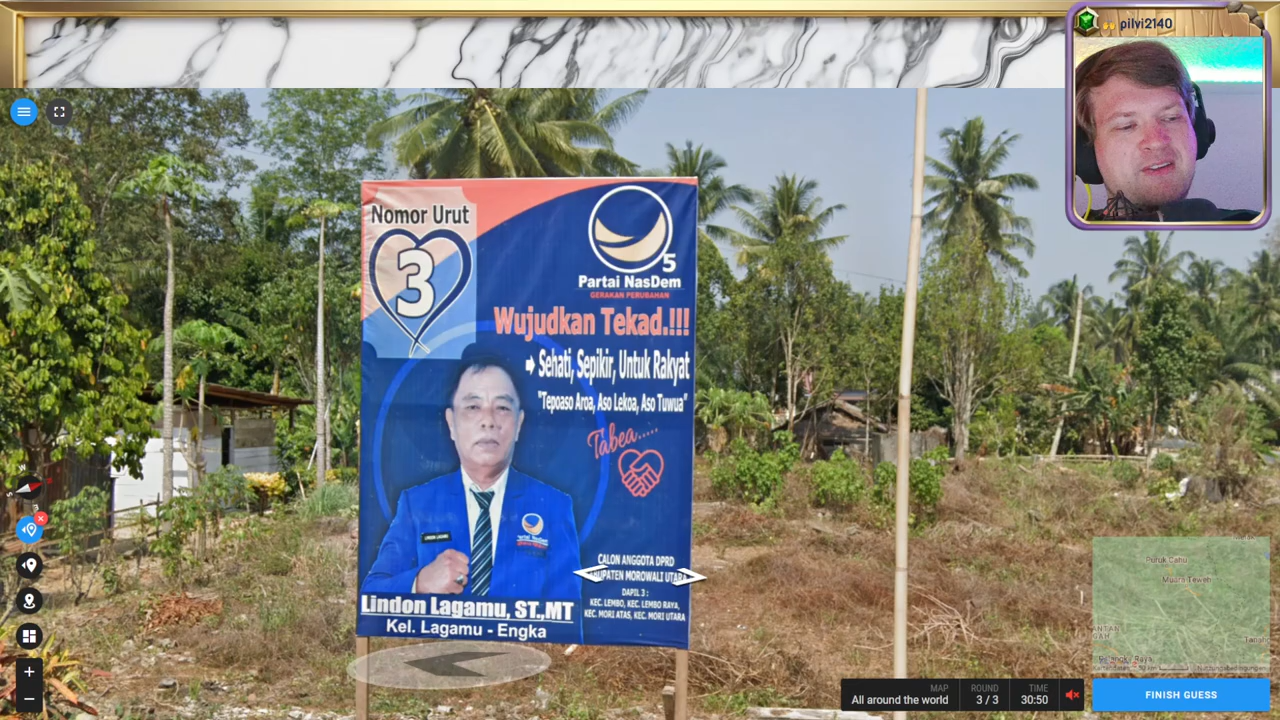 pilvi2140
Nomor Urut
3
5
Partai NasDem
GERAKAN PERUBAHAN
Wujudkan Tekad.!!!
Sehati, Sepikir, Untuk Rakyat
"Tepoaso Aroa, Aso Lekoa, Aso Tuwua"
Tabea.....
LINDON LAGAMU
CALON ANGGOTA DPRD
KABUPATEN MOROWALI UTARA
DAPIL 3 :
KEC. LEMBO, KEC. LEMBO RAYA,
KEC. MORI ATAS, KEC. MORI UTARA
Lindon Lagamu, ST.,MT
Kel. Lagamu - Engka
Puruk Cahu
Muara Teweh
MAP
All around the world
ROUND
3 / 3
TIME
30:50
FINISH GUESS